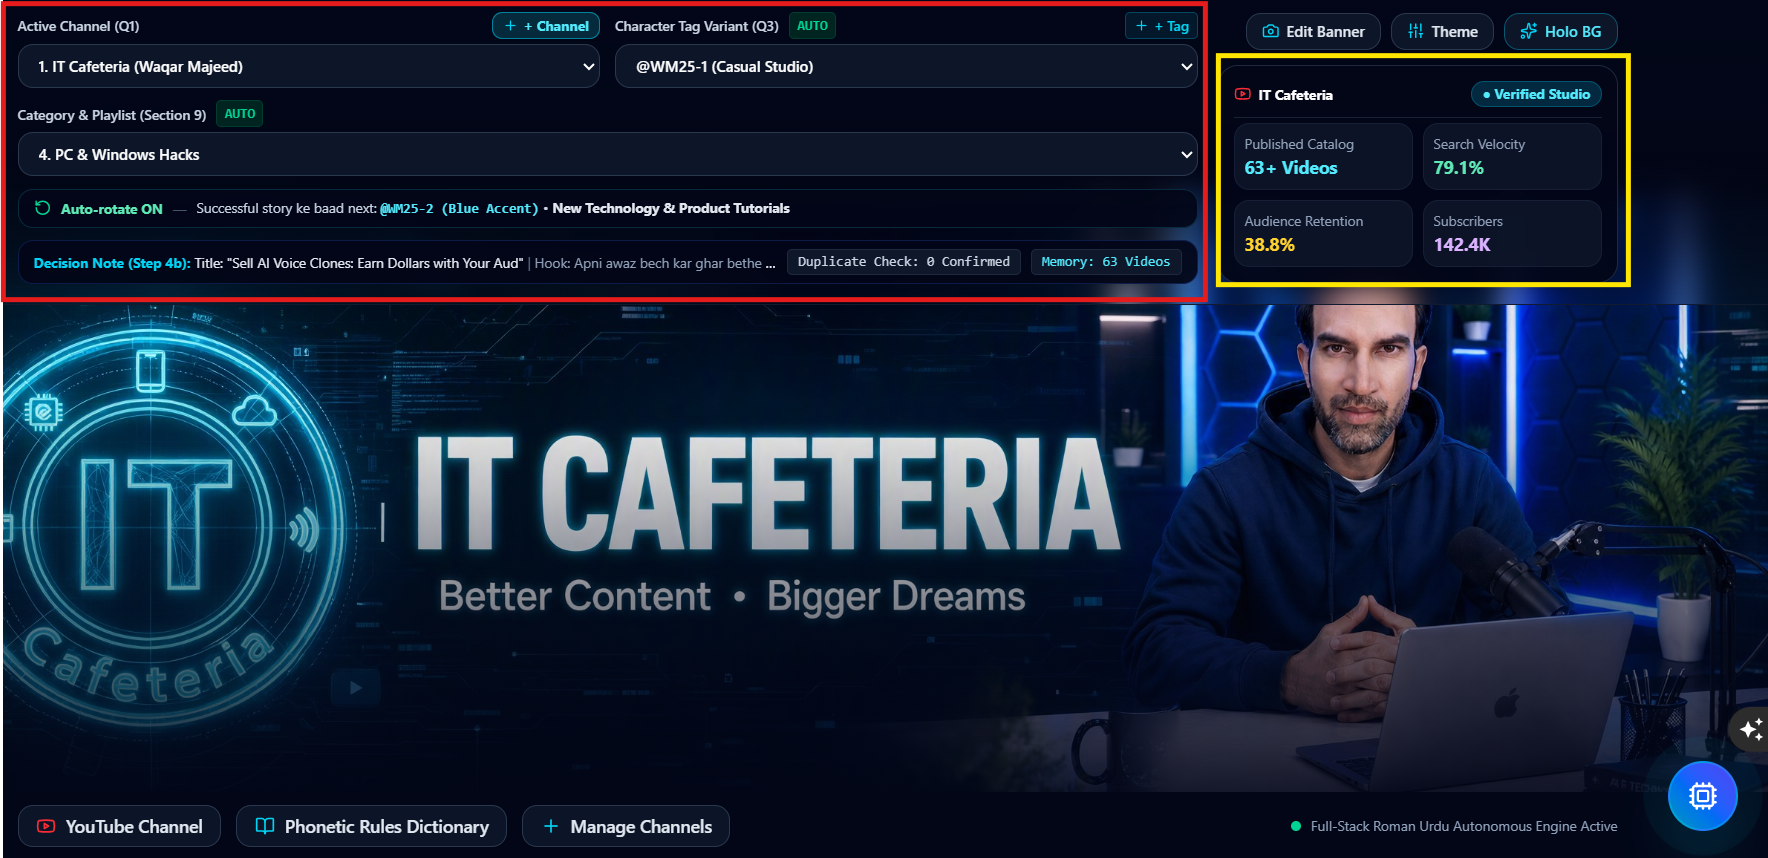 Active Channel (Q1)
+ + Channel
Character Tag Variant (Q3) AUTO
+ + Tag
1. IT Cafeteria (Waqar Majeed)
@WM25-1 (Casual Studio)
Category & Playlist (Section 9) AUTO
4. PC & Windows Hacks
Auto-rotate ON — Successful story ke baad next: @WM25-2 (Blue Accent) • New Technology & Product Tutorials
Decision Note (Step 4b): Title: "Sell AI Voice Clones: Earn Dollars with Your Aud" | Hook: Apni awaz bech kar ghar bethe ...
Duplicate Check: 0 Confirmed
Memory: 63 Videos
Edit Banner
Theme
Holo BG
IT Cafeteria
• Verified Studio
Published Catalog
63+ Videos
Search Velocity
79.1%
Audience Retention
38.8%
Subscribers
142.4K
IT
Cafeteria
IT CAFETERIA
Better Content • Bigger Dreams
YouTube Channel
Phonetic Rules Dictionary
+ Manage Channels
Full-Stack Roman Urdu Autonomous Engine Active